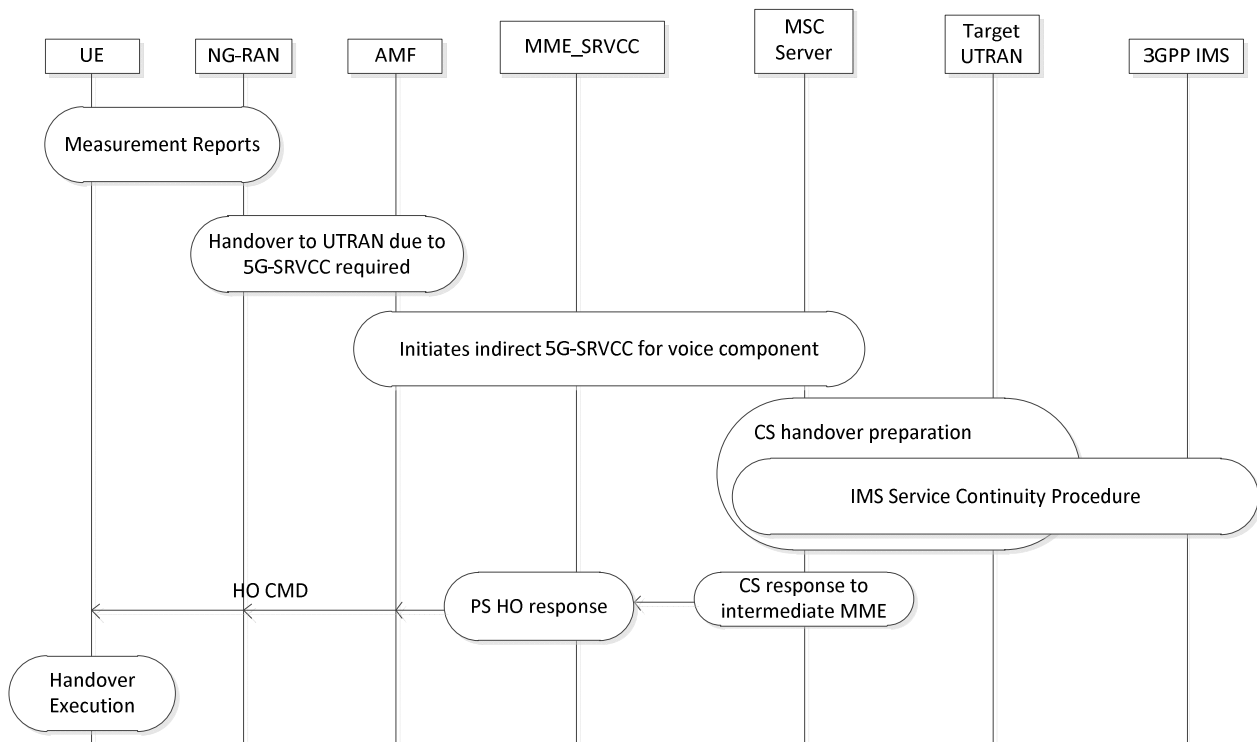 UE
NG-RAN
AMF
MME_SRVCC
MSC
Server
Target
UTRAN
3GPP IMS
Measurement Reports
Handover to UTRAN due to
5G-SRVCC required
Initiates indirect 5G-SRVCC for voice component
CS handover preparation
IMS Service Continuity Procedure
HO CMD
PS HO response
CS response to
intermediate MME
Handover
Execution